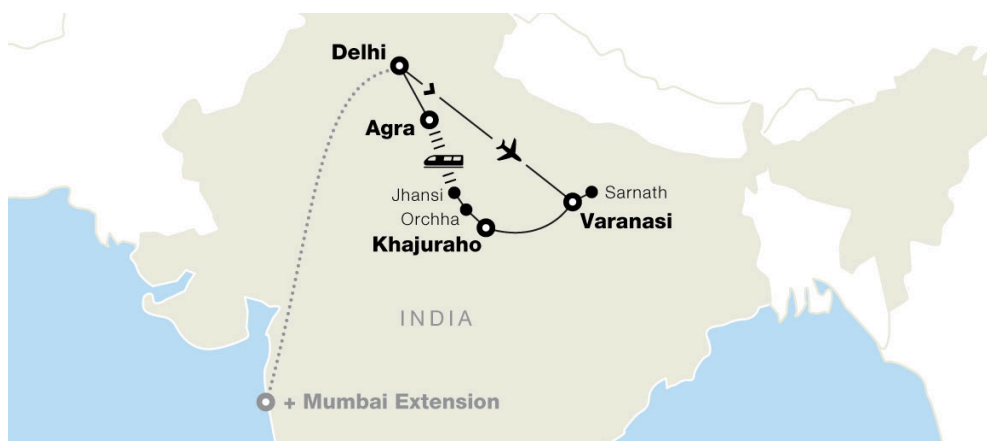 Delhi
Agra
Jhansi
Sarnath
Orchha
Varanasi
Khajuraho
INDIA
+ Mumbai Extension